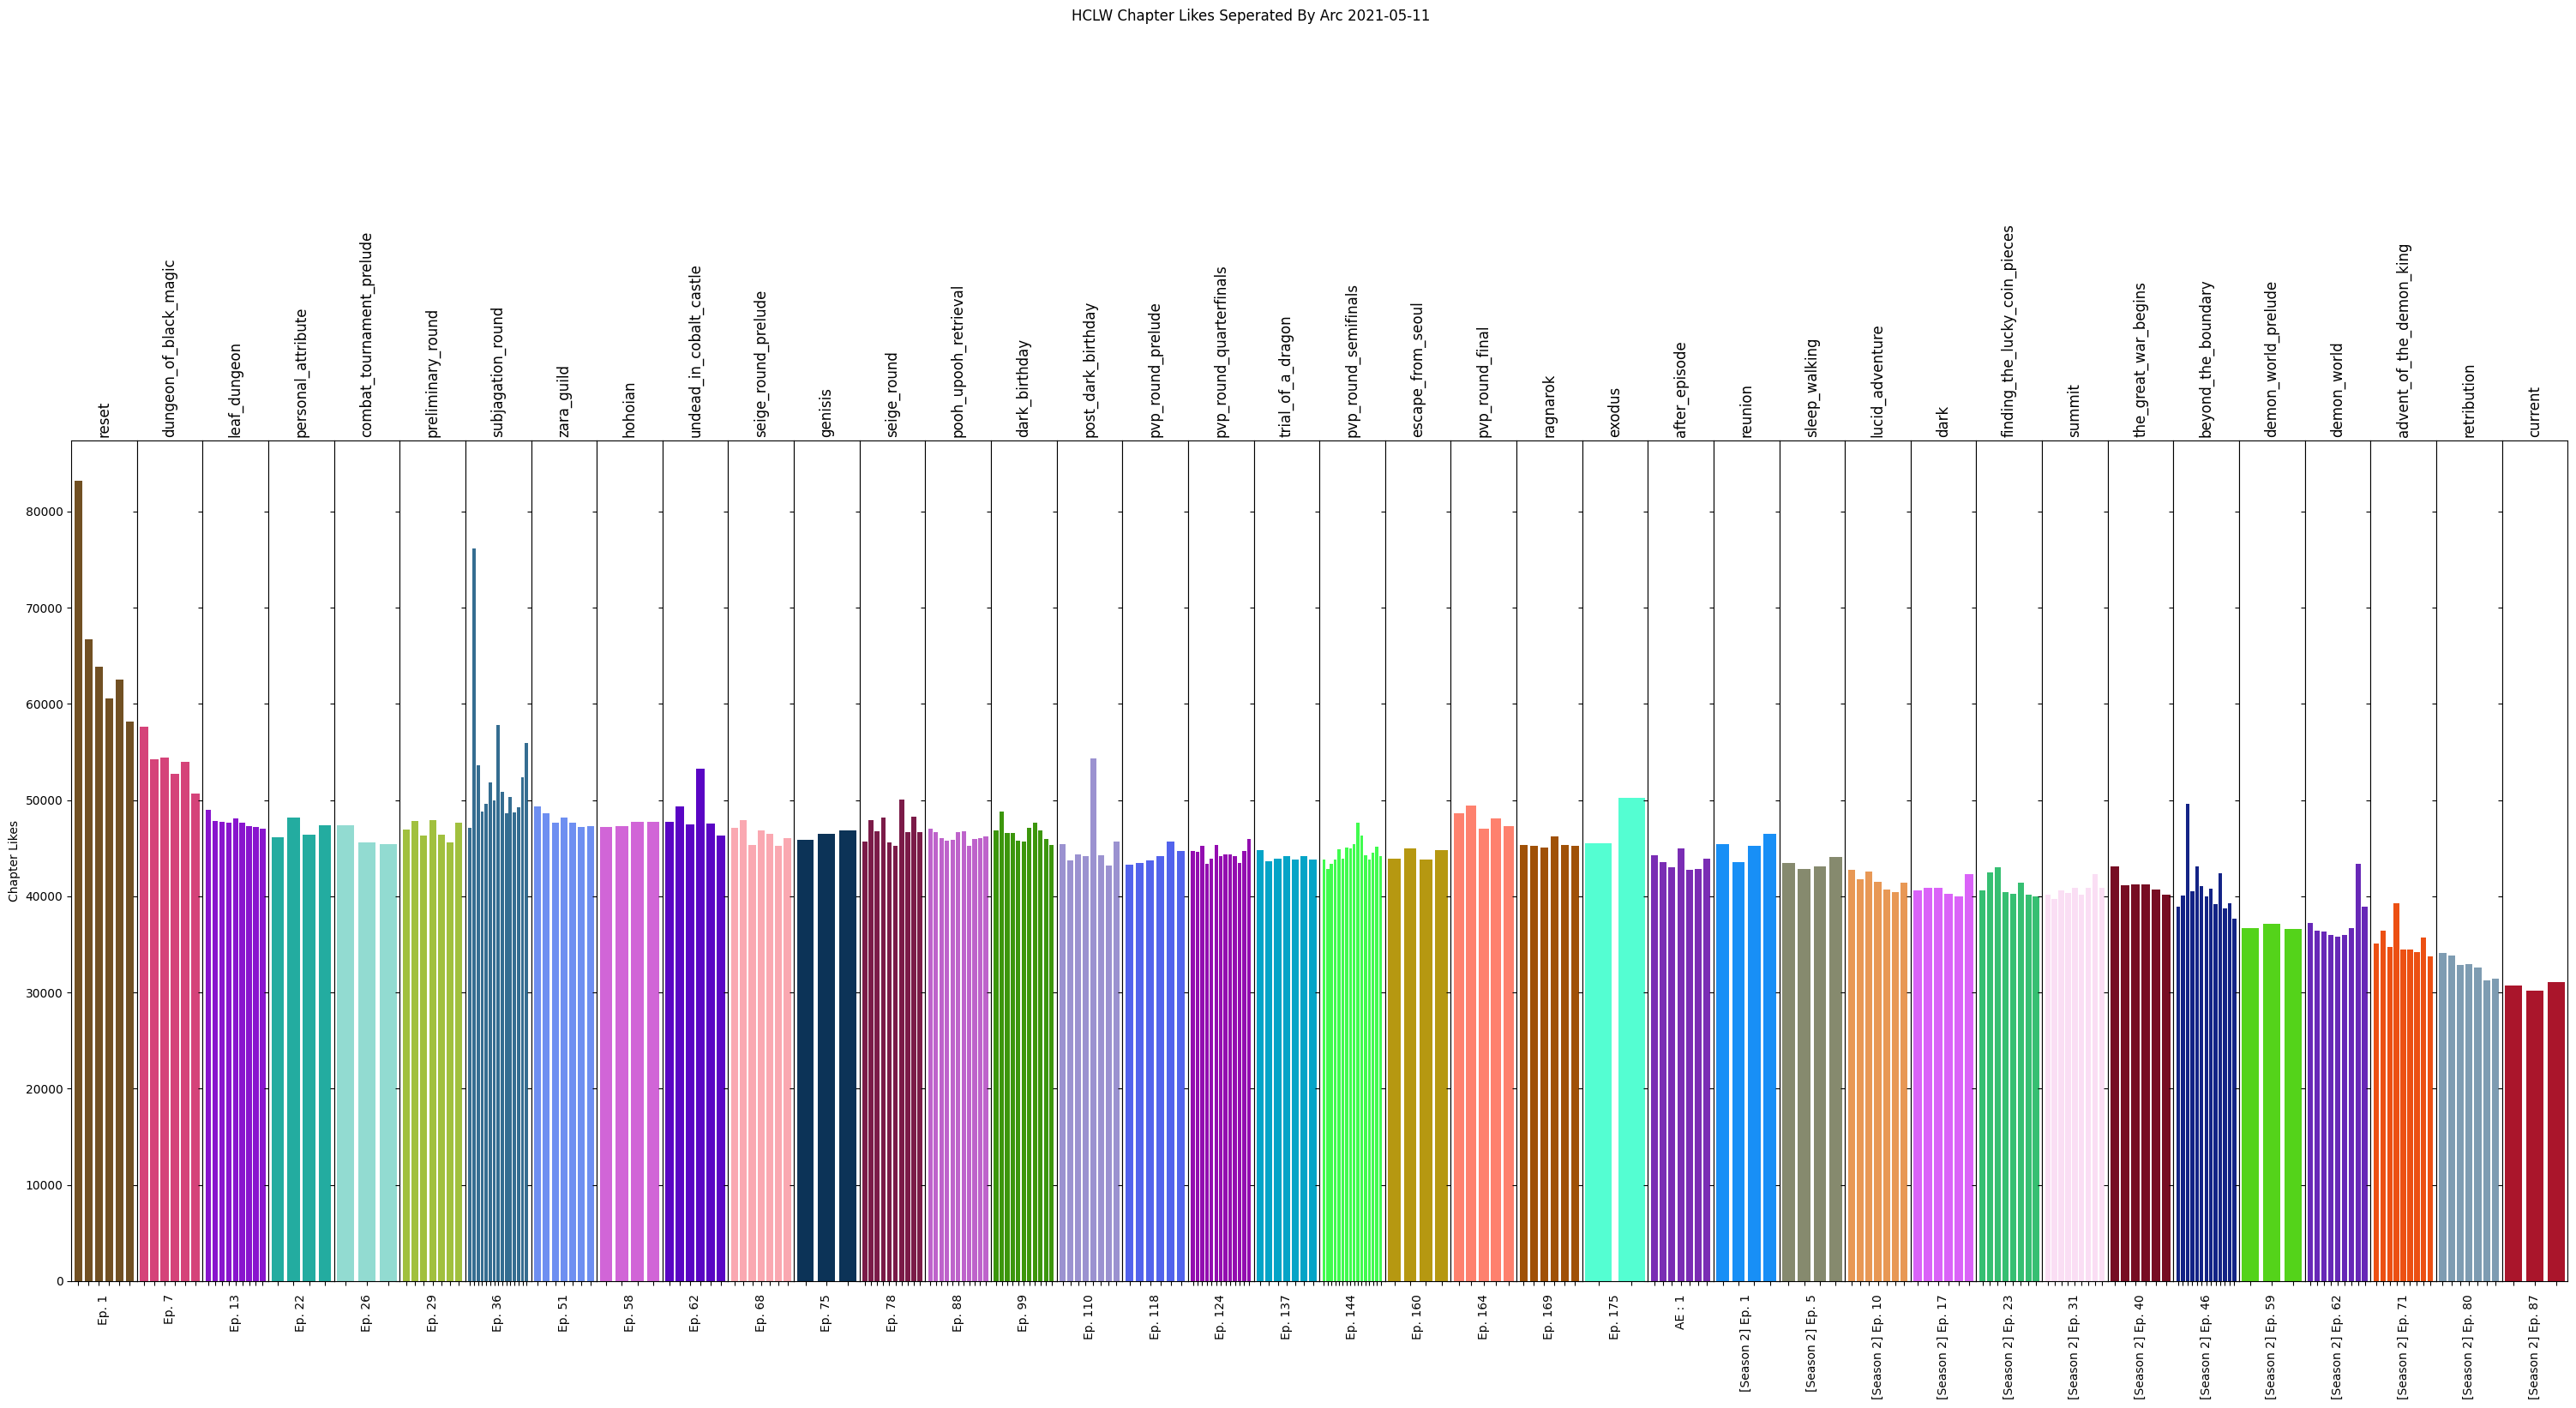 HCLW Chapter Likes Seperated By Arc 2021-05-11
reset
dungeon_of_black_magic
leaf_dungeon
personal_attribute
combat_tournament_prelude
preliminary_round
subjagation_round
zara_guild
hohoian
undead_in_cobalt_castle
seige_round_prelude
genisis
seige_round
pooh_upooh_retrieval
dark_birthday
post_dark_birthday
pvp_round_prelude
pvp_round_quarterfinals
trial_of_a_dragon
pvp_round_semifinals
escape_from_seoul
pvp_round_final
ragnarok
exodus
after_episode
reunion
sleep_walking
lucid_adventure
dark
finding_the_lucky_coin_pieces
summit
the_great_war_begins
beyond_the_boundary
demon_world_prelude
demon_world
advent_of_the_demon_king
retribution
current
Chapter Likes
80000
70000
60000
50000
40000
30000
20000
10000
0
Ep. 1
Ep. 7
Ep. 13
Ep. 22
Ep. 26
Ep. 29
Ep. 36
Ep. 51
Ep. 58
Ep. 62
Ep. 68
Ep. 75
Ep. 78
Ep. 88
Ep. 99
Ep. 110
Ep. 118
Ep. 124
Ep. 137
Ep. 144
Ep. 160
Ep. 164
Ep. 169
Ep. 175
AE : 1
[Season 2] Ep. 1
[Season 2] Ep. 5
[Season 2] Ep. 10
[Season 2] Ep. 17
[Season 2] Ep. 23
[Season 2] Ep. 31
[Season 2] Ep. 40
[Season 2] Ep. 46
[Season 2] Ep. 59
[Season 2] Ep. 62
[Season 2] Ep. 71
[Season 2] Ep. 80
[Season 2] Ep. 87